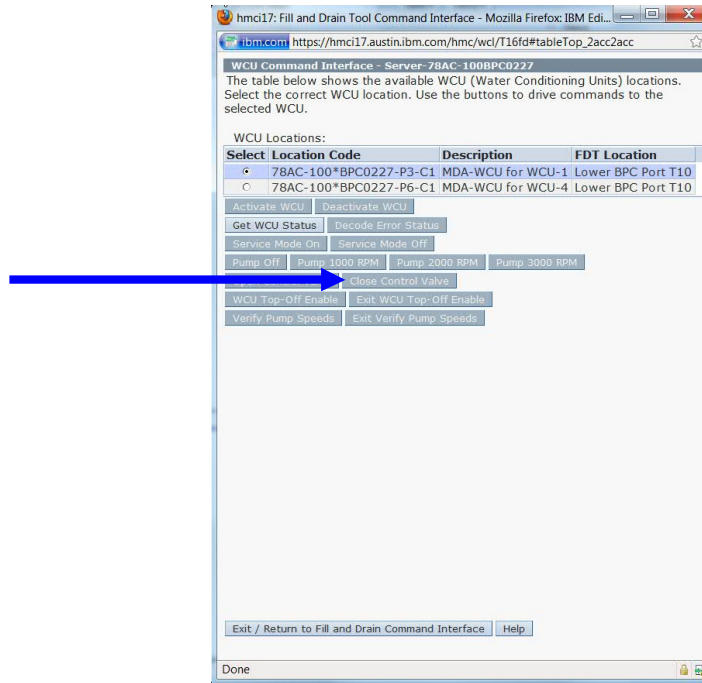 hmci17: Fill and Drain Tool Command Interface - Mozilla Firefox: IBM Edi...
ibm.com https://hmci17.austin.ibm.com/hmc/wcl/T16fd#tableTop_2acc2acc
WCU Command Interface - Server-78AC-100BPC0227
The table below shows the available WCU (Water Conditioning Units) locations.
Select the correct WCU location. Use the buttons to drive commands to the
selected WCU.
WCU Locations:
Select Location Code Description FDT Location
78AC-100*BPC0227-P3-C1 MDA-WCU for WCU-1 Lower BPC Port T10
78AC-100*BPC0227-P6-C1 MDA-WCU for WCU-4 Lower BPC Port T10
Activate WCU Deactivate WCU
Get WCU Status Decode Error Status
Service Mode On Service Mode Off
Pump Off Pump 1000 RPM Pump 2000 RPM Pump 3000 RPM
Close Control Valve
WCU Top-Off Enable Exit WCU Top-Off Enable
Verify Pump Speeds Exit Verify Pump Speeds
Exit / Return to Fill and Drain Command Interface Help
Done